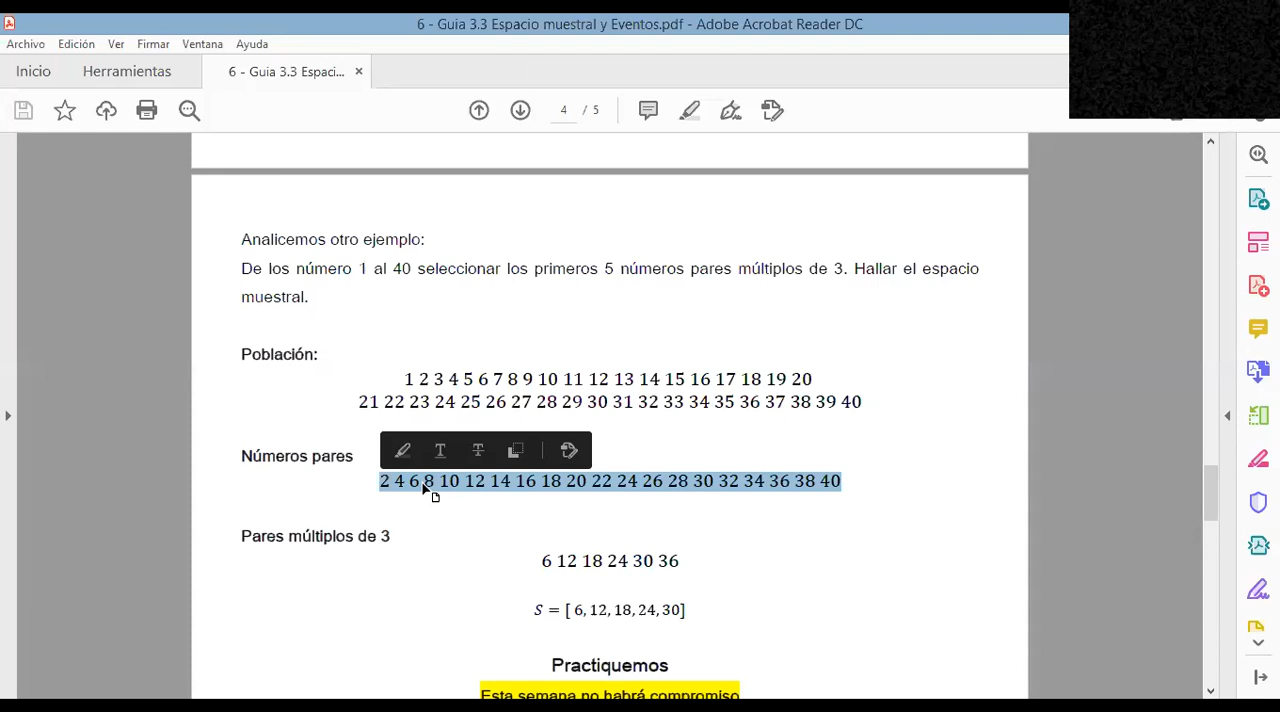 6 - Guia 3.3 Espacio muestral y Eventos.pdf - Adobe Acrobat Reader DC
Archivo Edición Ver Firmar Ventana Ayuda
Inicio Herramientas 6 - Guia 3.3 Espaci... ×
4 / 5
Analicemos otro ejemplo:
De los número 1 al 40 seleccionar los primeros 5 números pares múltiplos de 3. Hallar el espacio
muestral.
Población:
1 2 3 4 5 6 7 8 9 10 11 12 13 14 15 16 17 18 19 20
21 22 23 24 25 26 27 28 29 30 31 32 33 34 35 36 37 38 39 40
Números pares
2 4 6 8 10 12 14 16 18 20 22 24 26 28 30 32 34 36 38 40
Pares múltiplos de 3
6 12 18 24 30 36
S = [ 6, 12, 18, 24, 30]
Practiquemos
Esta semana no habrá compromiso